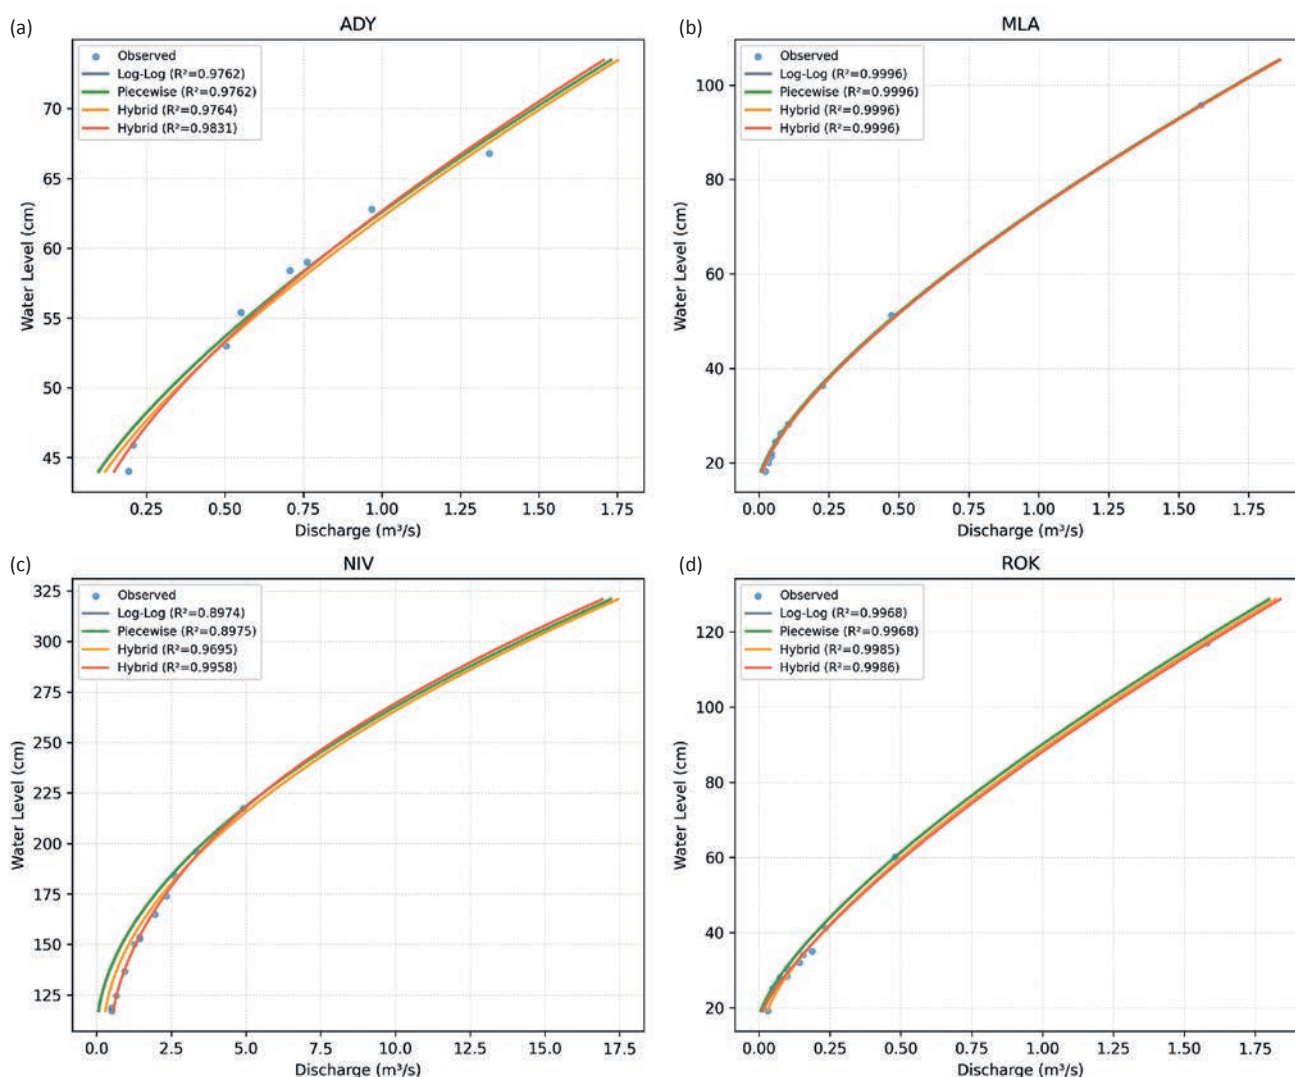 (a)
ADY
Observed
Log-Log (R²=0.9762)
Piecewise (R²=0.9762)
Hybrid (R²=0.9764)
Hybrid (R²=0.9831)
Water Level (cm)
70
65
60
55
50
45
0.25 0.50 0.75 1.00 1.25 1.50 1.75
Discharge (m³/s)
(b)
MLA
Observed
Log-Log (R²=0.9996)
Piecewise (R²=0.9996)
Hybrid (R²=0.9996)
Hybrid (R²=0.9996)
Water Level (cm)
100
80
60
40
20
0.00 0.25 0.50 0.75 1.00 1.25 1.50 1.75
Discharge (m³/s)
(c)
NIV
Observed
Log-Log (R²=0.8974)
Piecewise (R²=0.8975)
Hybrid (R²=0.9695)
Hybrid (R²=0.9958)
Water Level (cm)
325
300
275
250
225
200
175
150
125
0.0 2.5 5.0 7.5 10.0 12.5 15.0 17.5
Discharge (m³/s)
(d)
ROK
Observed
Log-Log (R²=0.9968)
Piecewise (R²=0.9968)
Hybrid (R²=0.9985)
Hybrid (R²=0.9986)
Water Level (cm)
120
100
80
60
40
20
0.00 0.25 0.50 0.75 1.00 1.25 1.50 1.75
Discharge (m³/s)